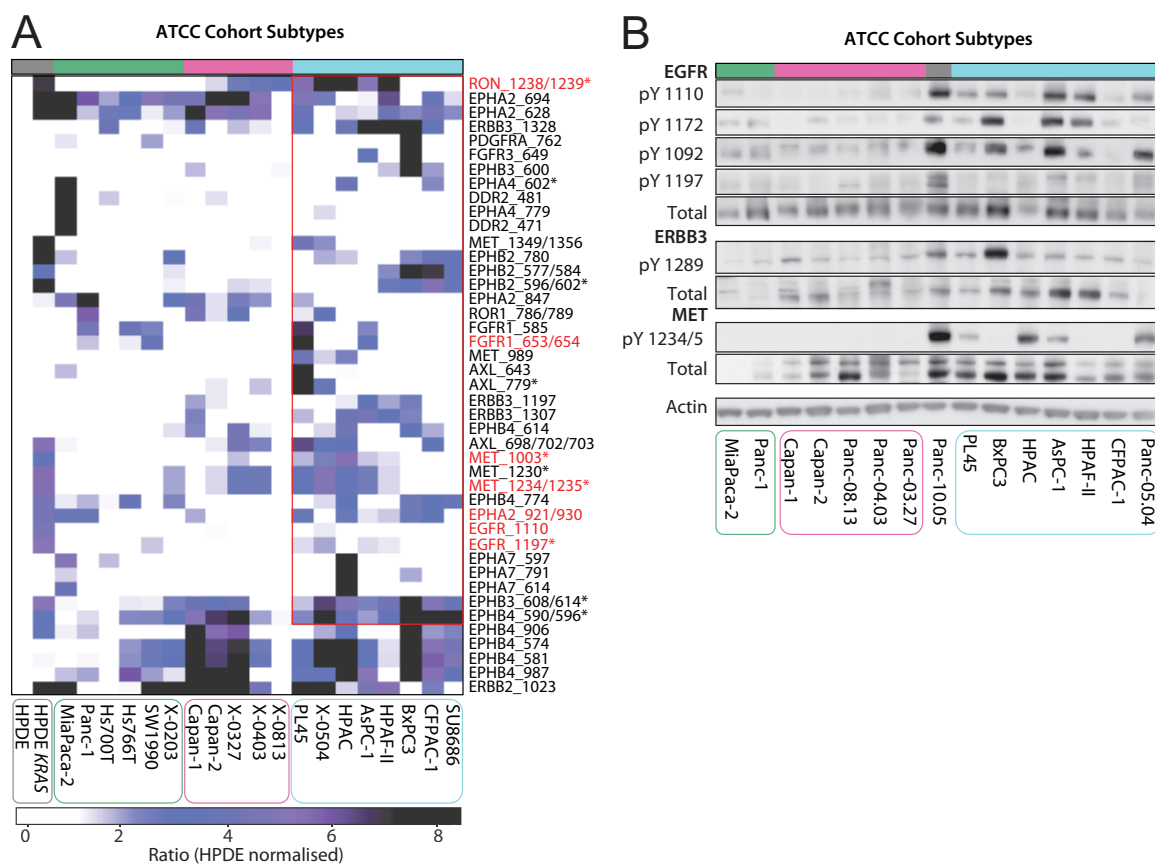 A
ATCC Cohort Subtypes
RON_1238/1239*
EPHA2_694
EPHA2_628
ERBB3_1328
PDGFRA_762
FGFR3_649
EPHB3_600
EPHA4_602*
DDR2_481
EPHA4_779
DDR2_471
MET_1349/1356
EPHB2_780
EPHB2_577/584
EPHB2_596/602*
EPHA2_847
ROR1_786/789
FGFR1_585
FGFR1_653/654
MET_989
AXL_643
AXL_779*
ERBB3_1197
ERBB3_1307
EPHB4_614
AXL_698/702/703
MET_1003*
MET_1230*
MET_1234/1235*
EPHB4_774
EPHA2_921/930
EGFR_1110
EGFR_1197*
EPHA7_597
EPHA7_791
EPHA7_614
EPHB3_608/614*
EPHB4_590/596*
EPHB4_906
EPHB4_574
EPHB4_581
EPHB4_987
ERBB2_1023
HPDE
HPDE KRAS
MiaPaca-2
Panc-1
Hs700T
Hs766T
SW1990
X-0203
Capan-1
Capan-2
X-0327
X-0403
X-0813
PL45
X-0504
HPAC
AsPC-1
HPAF-II
BxPC3
CFPAC-1
SU8686
0 2 4 6 8
Ratio (HPDE normalised)
B
ATCC Cohort Subtypes
EGFR
pY 1110
pY 1172
pY 1092
pY 1197
Total
ERBB3
pY 1289
Total
MET
pY 1234/5
Total
Actin
MiaPaca-2
Panc-1
Capan-1
Capan-2
Panc-08.13
Panc-04.03
Panc-03.27
Panc-10.05
PL45
BxPC3
HPAC
AsPC-1
HPAF-II
CFPAC-1
Panc-05.04